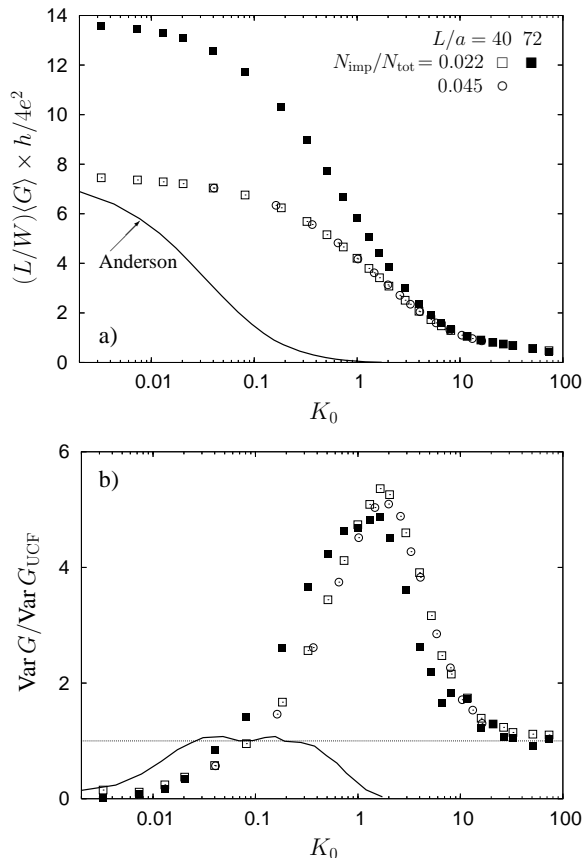 14
12
10
8
6
4
2
0
(L/W)⟨G⟩ × h/4e²
L/a = 40 72
N_imp/N_tot = 0.022
0.045
Anderson
a)
0.01 0.1 1 10 100
K₀
6
4
2
0
Var G/Var G_UCF
b)
0.01 0.1 1 10 100
K₀